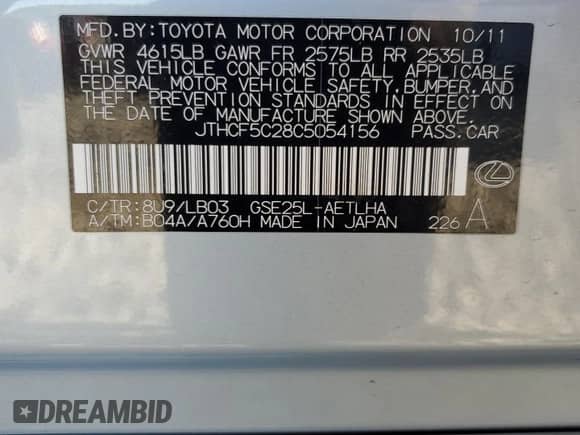 MFD. BY: TOYOTA MOTOR CORPORATION 10/11
GVWR 4615LB GAWR FR 2575LB RR 2535LB
THIS VEHICLE CONFORMS TO ALL APPLICABLE
FEDERAL MOTOR VEHICLE SAFETY, BUMPER, AND
THEFT PREVENTION STANDARDS IN EFFECT ON
THE DATE OF MANUFACTURE SHOWN ABOVE.
JTHCF5C28C5054156 PASS. CAR
C/TR: 8U9/LB03 GSE25L-AETLHA
A/TM: B04A/A760H MADE IN JAPAN 226 A
DREAMBID